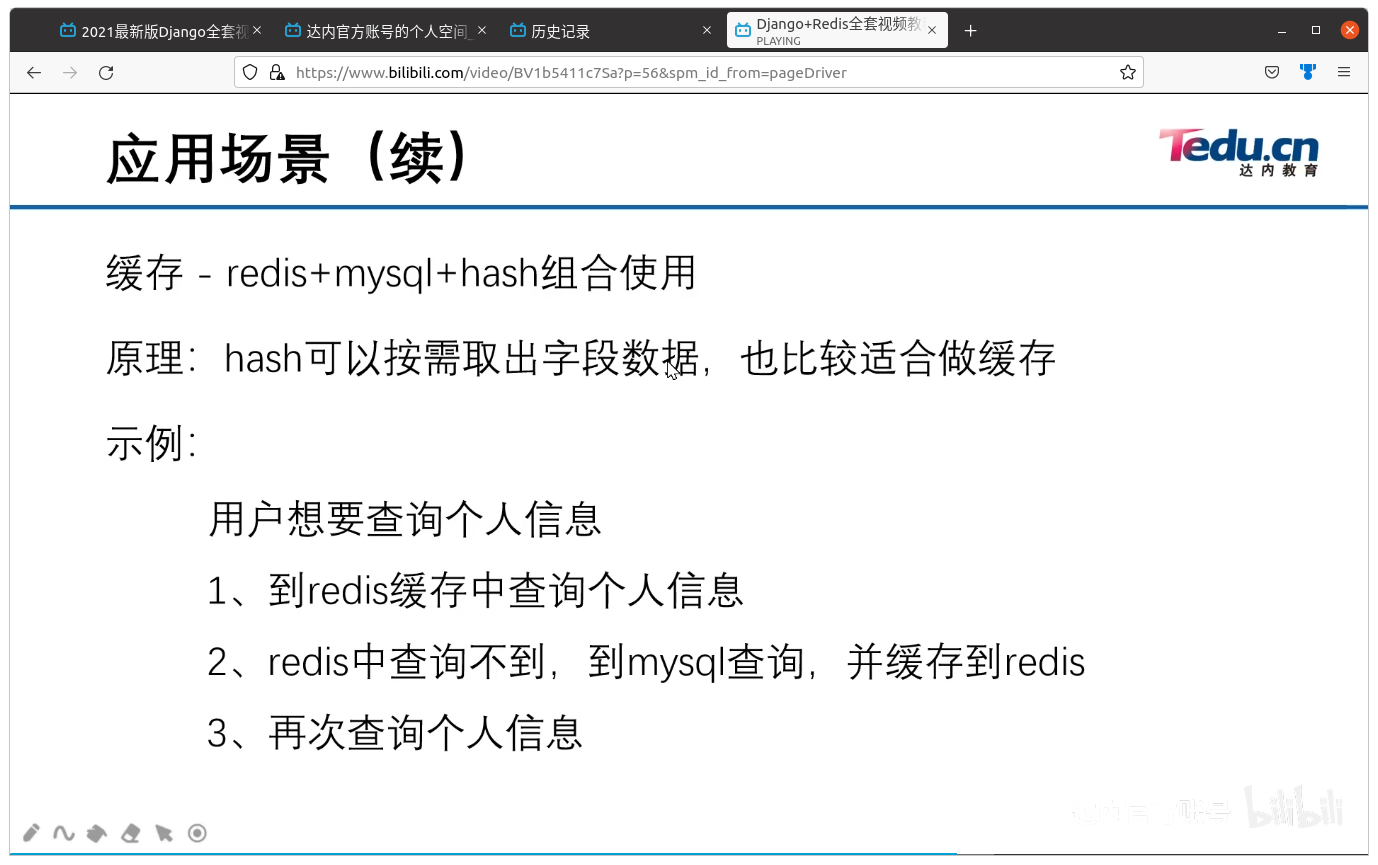 2021最新版Django全套视
达内官方账号的个人空间_
历史记录
Django+Redis全套视频教
PLAYING
https://www.bilibili.com/video/BV1b5411c7Sa?p=56&spm_id_from=pageDriver
应用场景（续）
Tedu.cn
达内教育
缓存 - redis+mysql+hash组合使用
原理：hash可以按需取出字段数据，也比较适合做缓存
示例：
用户想要查询个人信息
1、到redis缓存中查询个人信息
2、redis中查询不到，到mysql查询，并缓存到redis
3、再次查询个人信息
bilibili